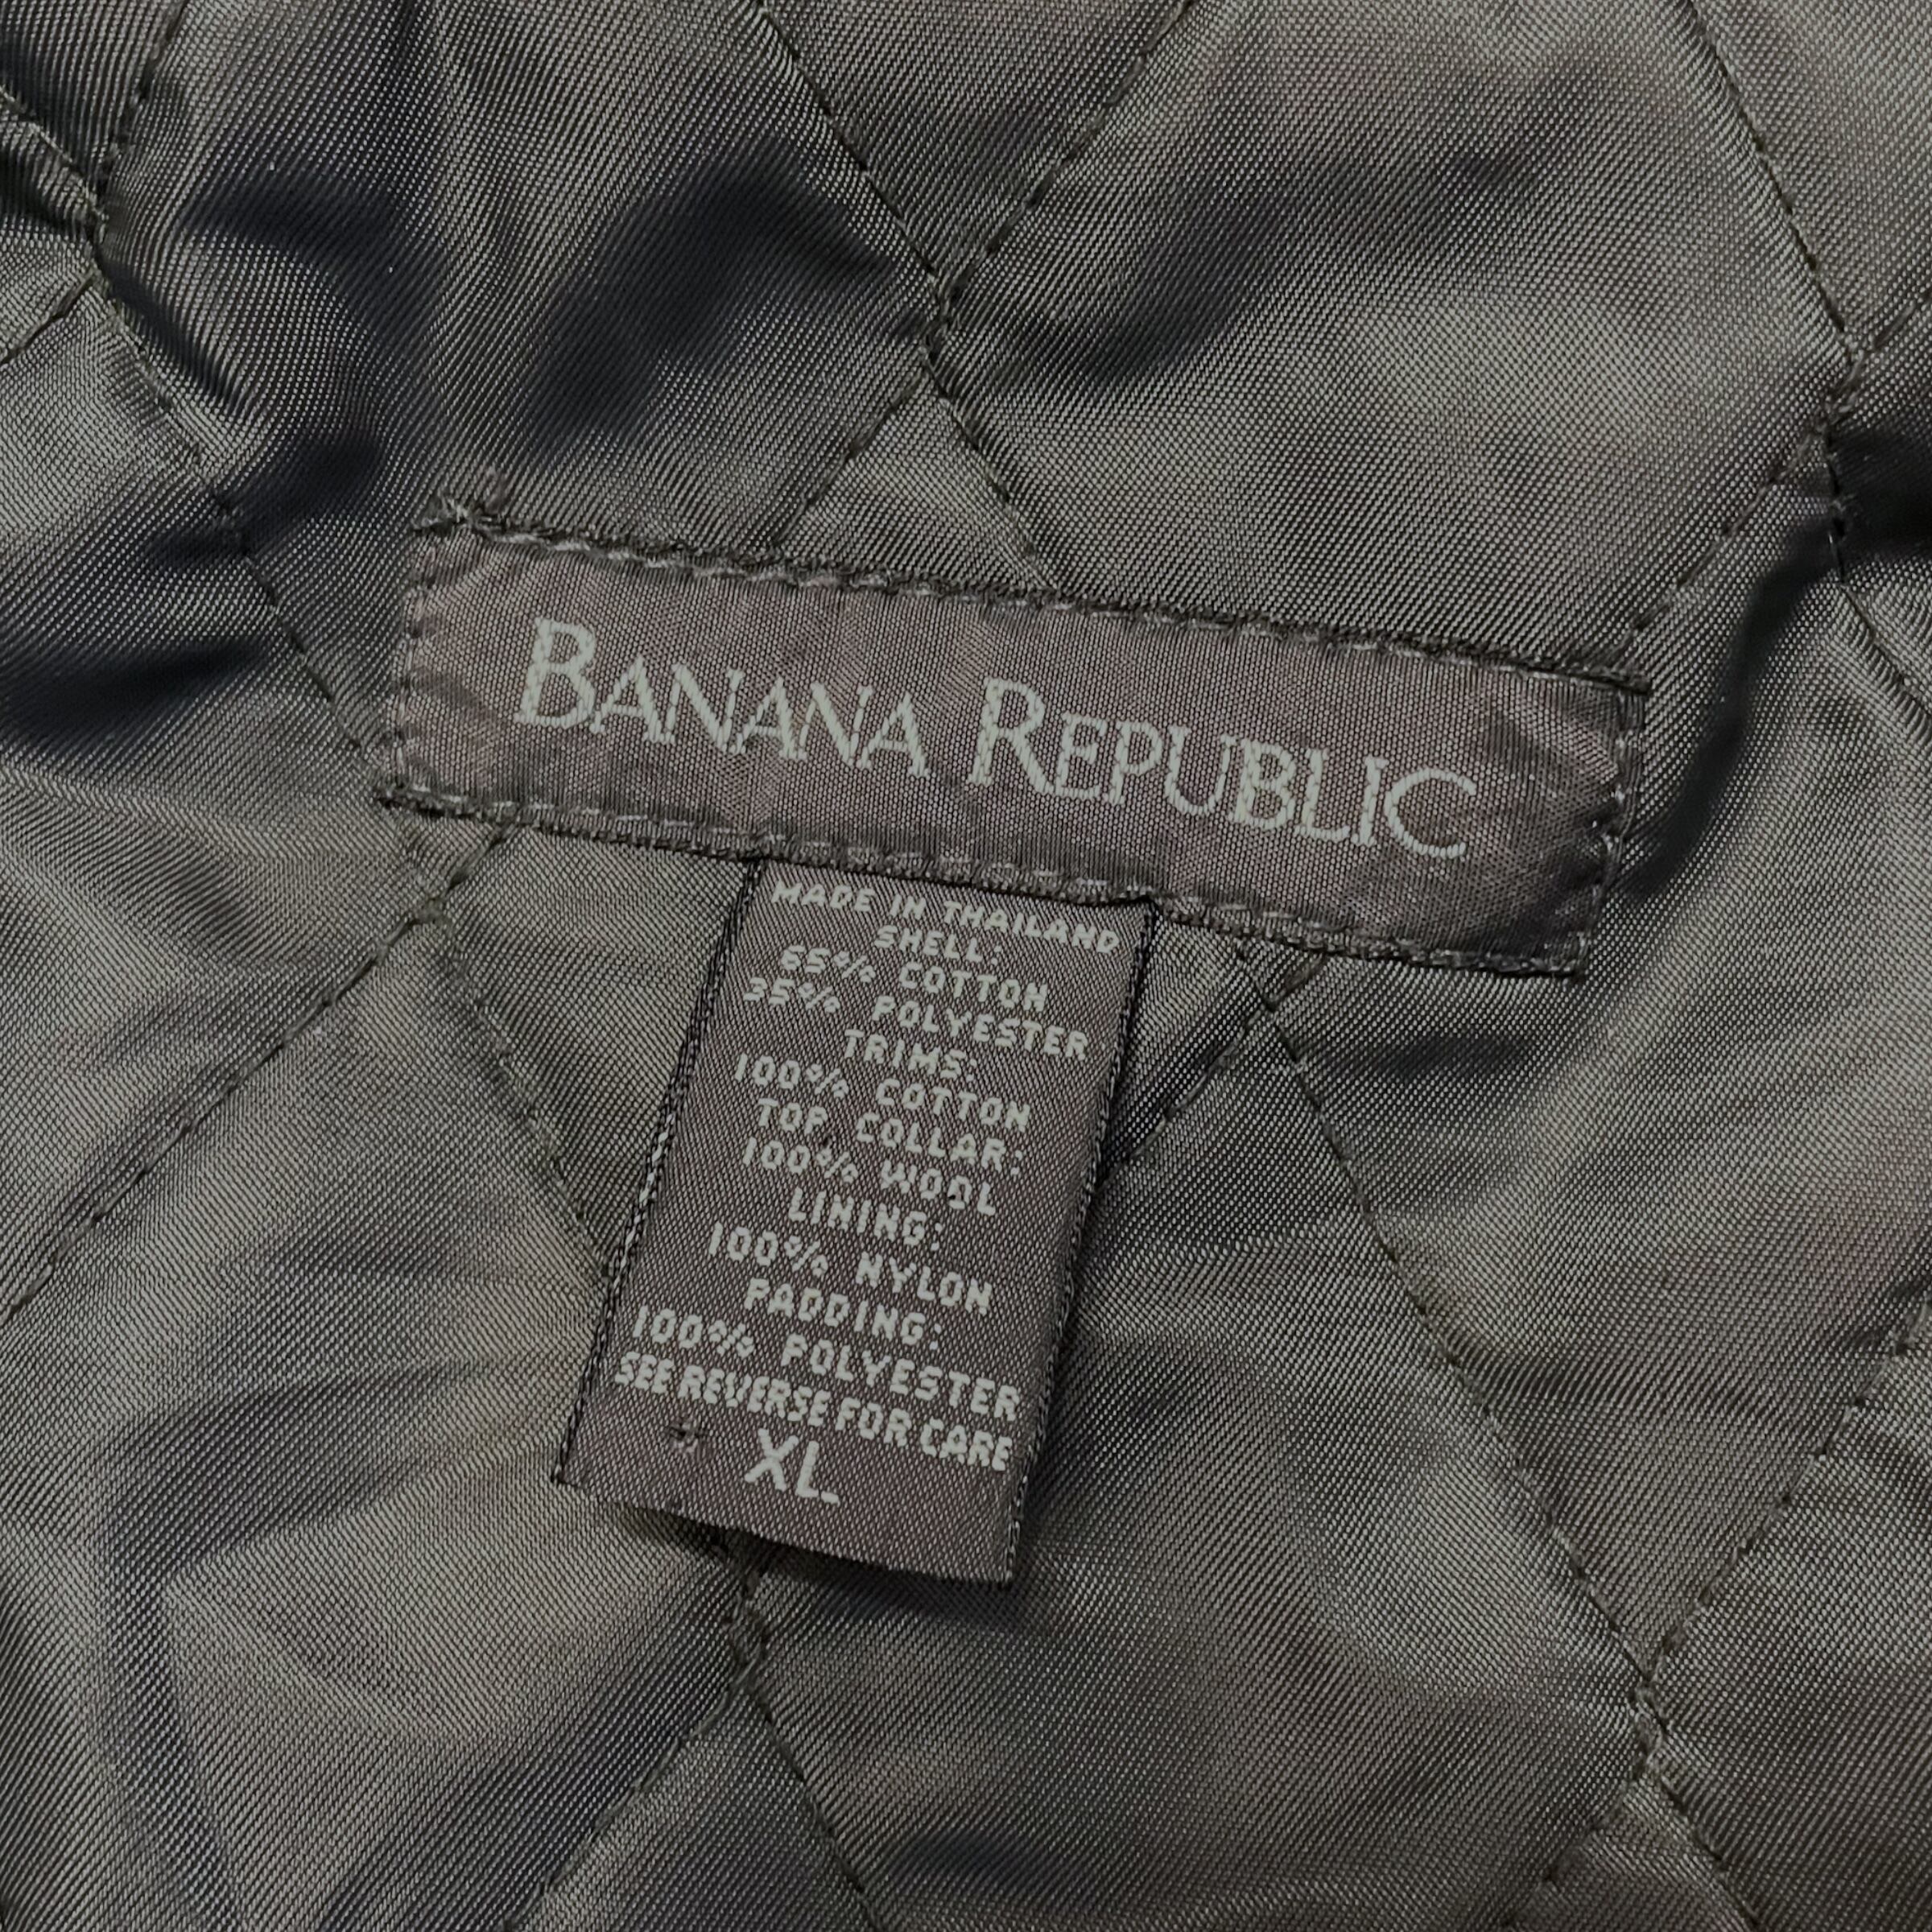 BANANA REPUBLIC
MADE IN THAILAND
SHELL:
65% COTTON
35% POLYESTER
TRIMS:
100% COTTON
TOP COLLAR:
100% WOOL
LINING:
100% NYLON
PADDING:
100% POLYESTER
SEE REVERSE FOR CARE
XL